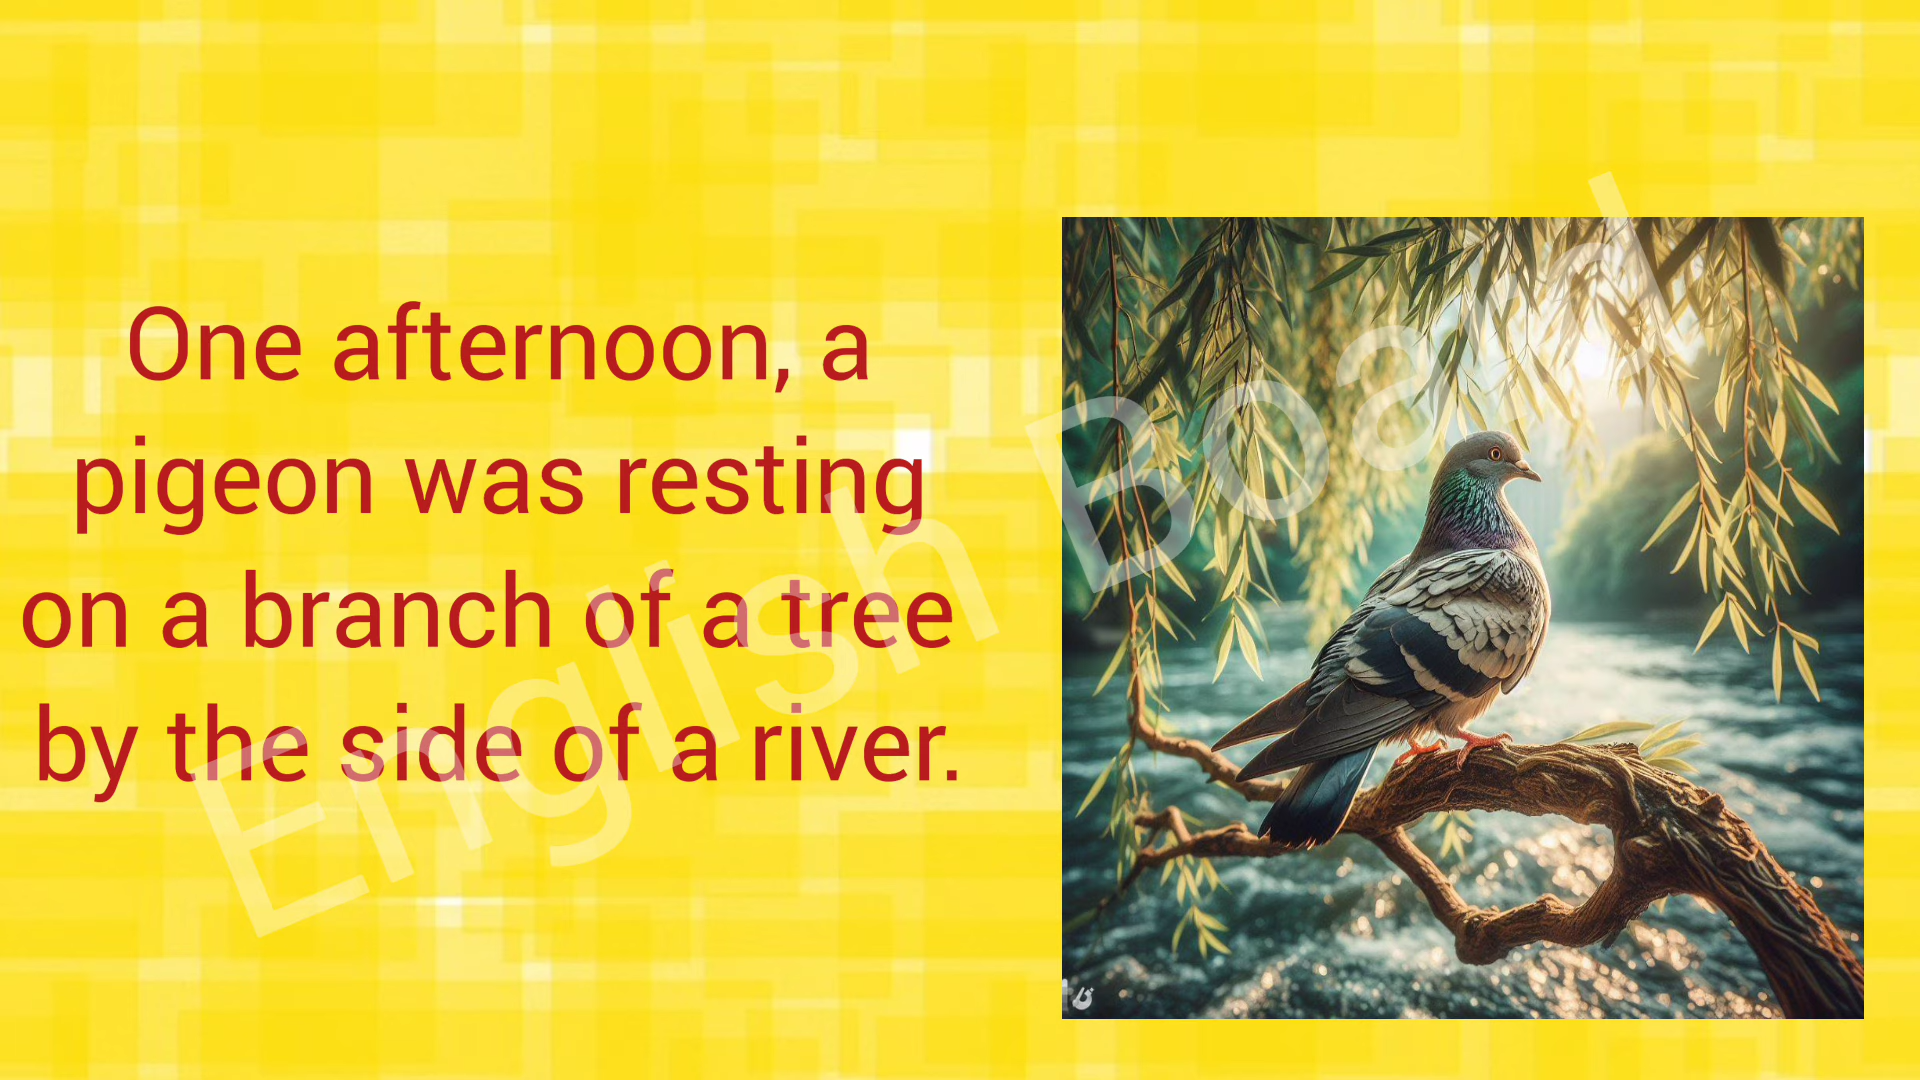 One afternoon, a
pigeon was resting
on a branch of a tree
by the side of a river.
English Board